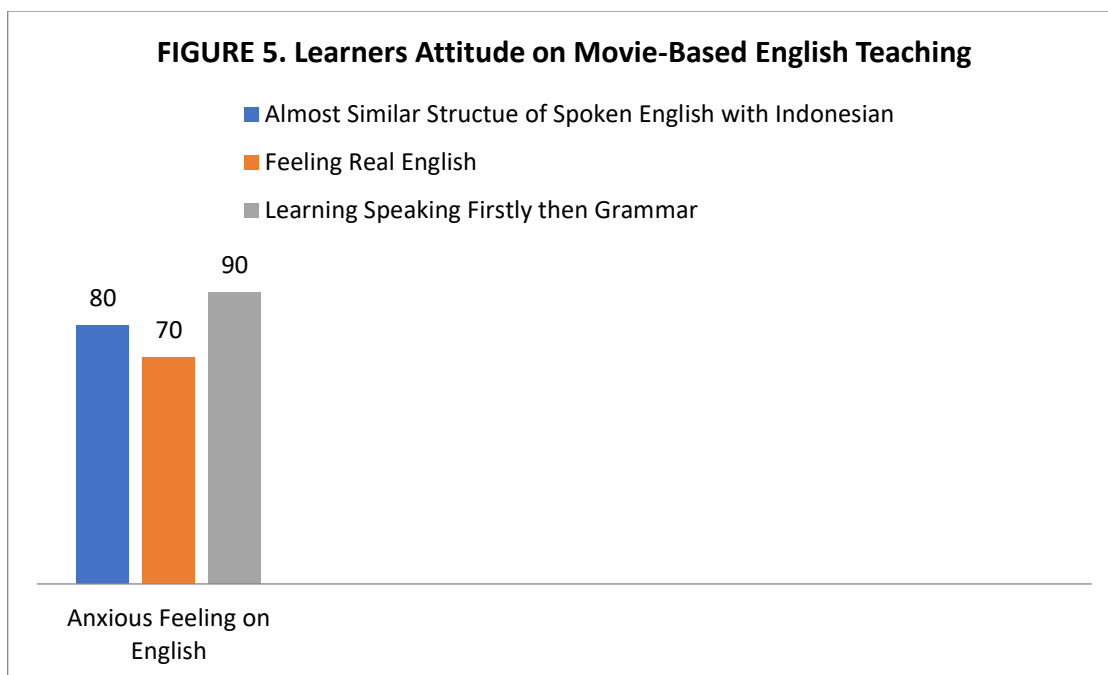 FIGURE 5. Learners Attitude on Movie-Based English Teaching
Almost Similar Structue of Spoken English with Indonesian
Feeling Real English
Learning Speaking Firstly then Grammar
80
70
90
Anxious Feeling on
English